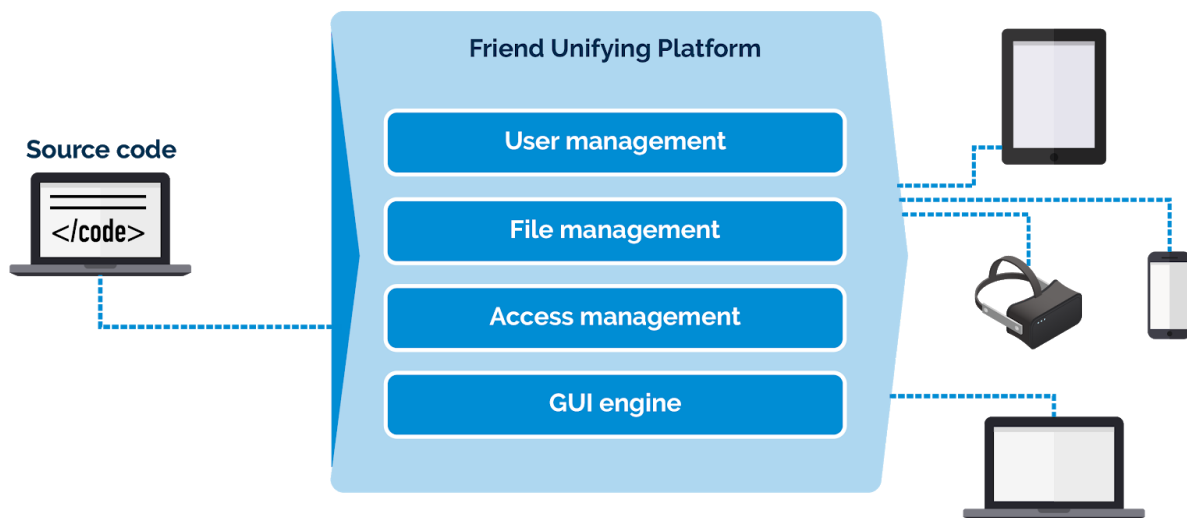 Friend Unifying Platform
Source code
</code>
User management
File management
Access management
GUI engine